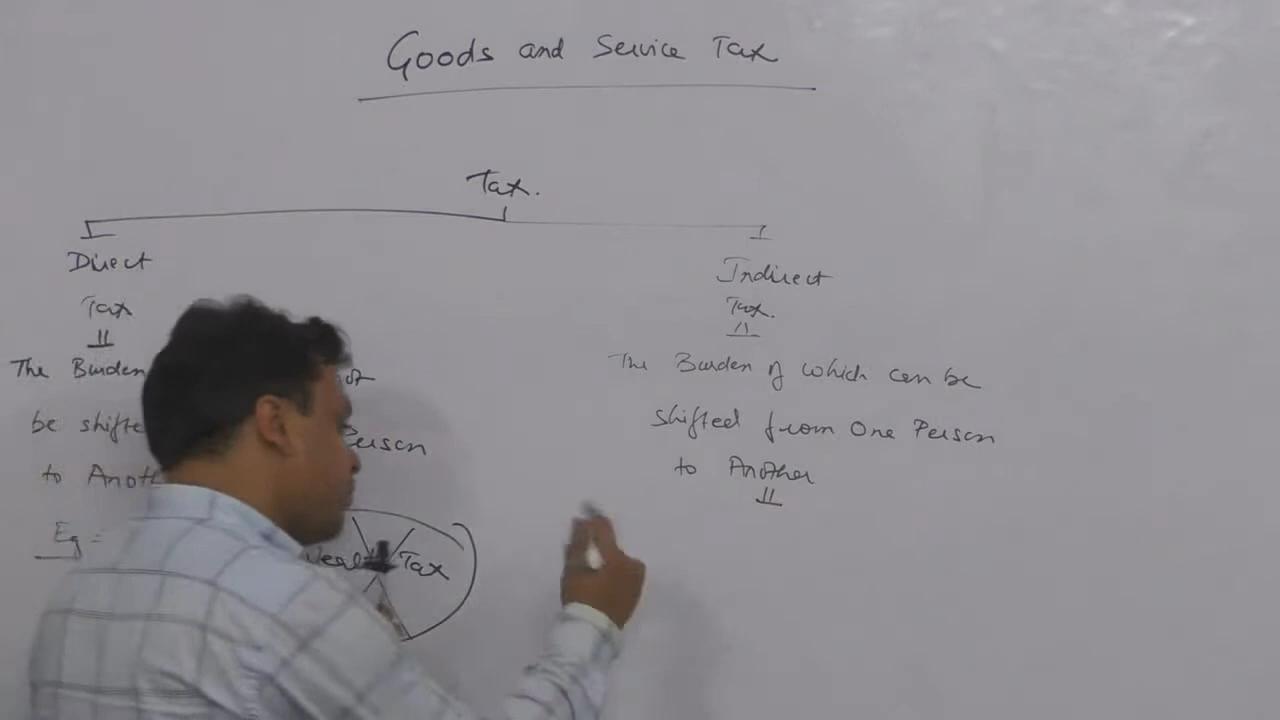 Goods and Service Tax
Tax.
Direct
Tax
The Burden
be shifte Person
to Anoth
Eg = Tax
Indirect
Tax.
The Burden of which can be
shifted from One Person
to Another